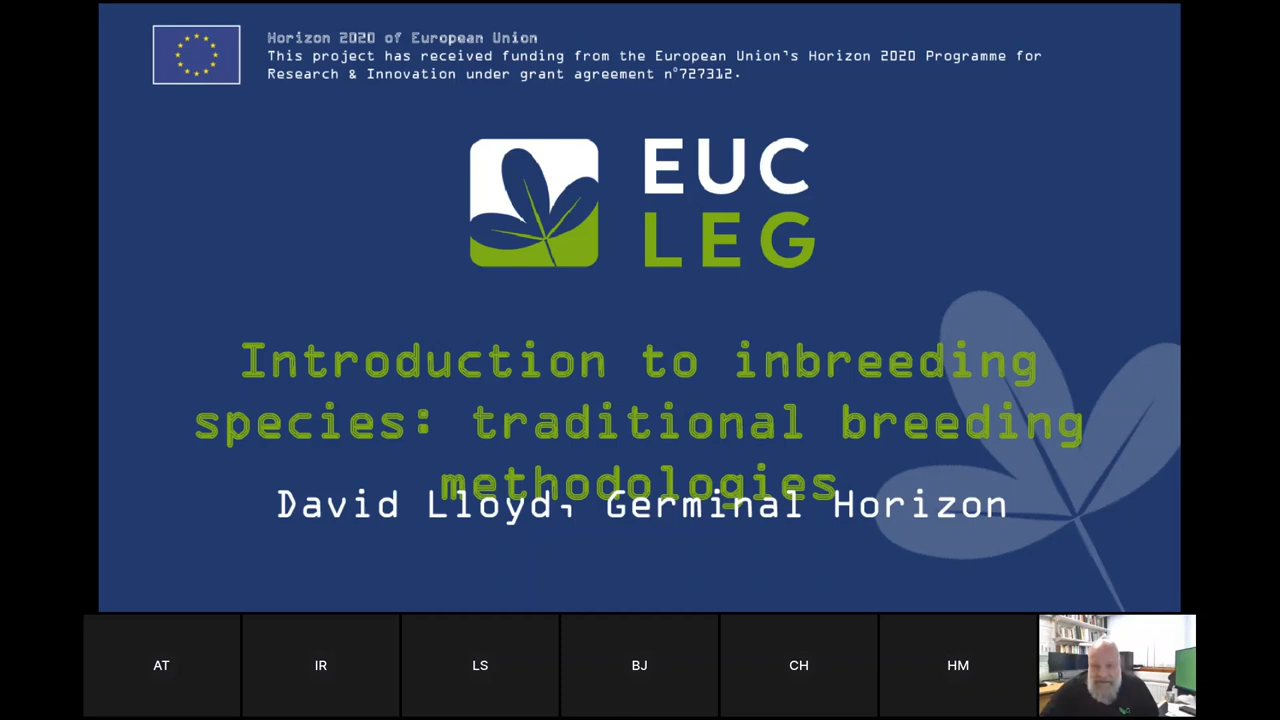 Horizon 2020 of European Union
This project has received funding from the European Union's Horizon 2020 Programme for
Research & Innovation under grant agreement n°727312.
EUC
LEG
Introduction to inbreeding
species: traditional breeding
methodologies
David Lloyd, Germinal Horizon
AT
IR
LS
BJ
CH
HM